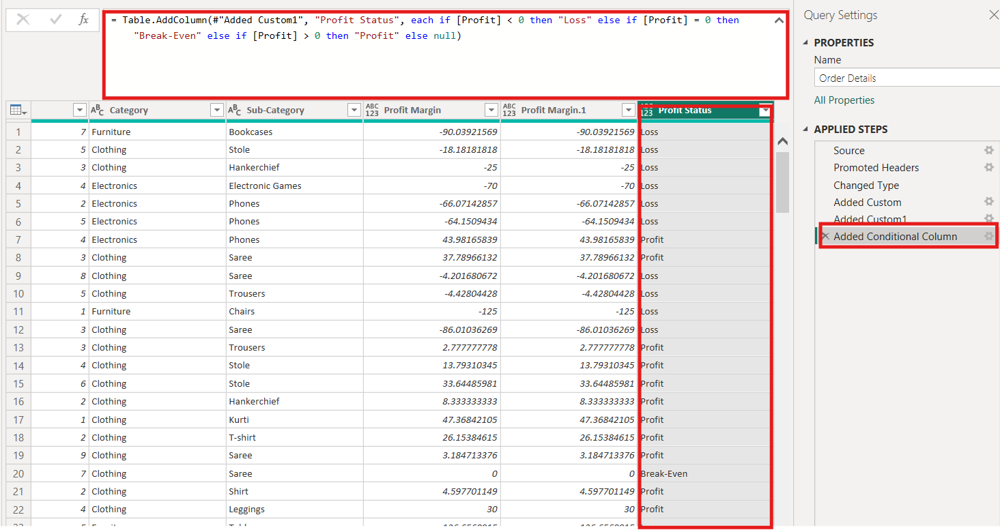 fx
= Table.AddColumn(#"Added Custom1", "Profit Status", each if [Profit] < 0 then "Loss" else if [Profit] = 0 then
"Break-Even" else if [Profit] > 0 then "Profit" else null)
Query Settings
PROPERTIES
Name
Order Details
All Properties
APPLIED STEPS
Source
Promoted Headers
Changed Type
Added Custom
Added Custom1
Added Conditional Column
ABC Category ABC Sub-Category ABC 123 Profit Margin ABC 123 Profit Margin.1 ABC 123 Profit Status
1 7 Furniture Bookcases -90.03921569 -90.03921569 Loss
2 5 Clothing Stole -18.18181818 -18.18181818 Loss
3 3 Clothing Hankerchief -25 -25 Loss
4 4 Electronics Electronic Games -70 -70 Loss
5 2 Electronics Phones -66.07142857 -66.07142857 Loss
6 5 Electronics Phones -64.1509434 -64.1509434 Loss
7 4 Electronics Phones 43.98165839 43.98165839 Profit
8 3 Clothing Saree 37.78966132 37.78966132 Profit
9 8 Clothing Saree -4.201680672 -4.201680672 Loss
10 5 Clothing Trousers -4.42804428 -4.42804428 Loss
11 1 Furniture Chairs -125 -125 Loss
12 3 Clothing Saree -86.01036269 -86.01036269 Loss
13 3 Clothing Trousers 2.777777778 2.777777778 Profit
14 4 Clothing Stole 13.79310345 13.79310345 Profit
15 6 Clothing Stole 33.64485981 33.64485981 Profit
16 2 Clothing Hankerchief 8.333333333 8.333333333 Profit
17 1 Clothing Kurti 47.36842105 47.36842105 Profit
18 2 Clothing T-shirt 26.15384615 26.15384615 Profit
19 9 Clothing Saree 3.184713376 3.184713376 Profit
20 7 Clothing Saree 0 0 Break-Even
21 2 Clothing Shirt 4.597701149 4.597701149 Profit
22 4 Clothing Leggings 30 30 Profit